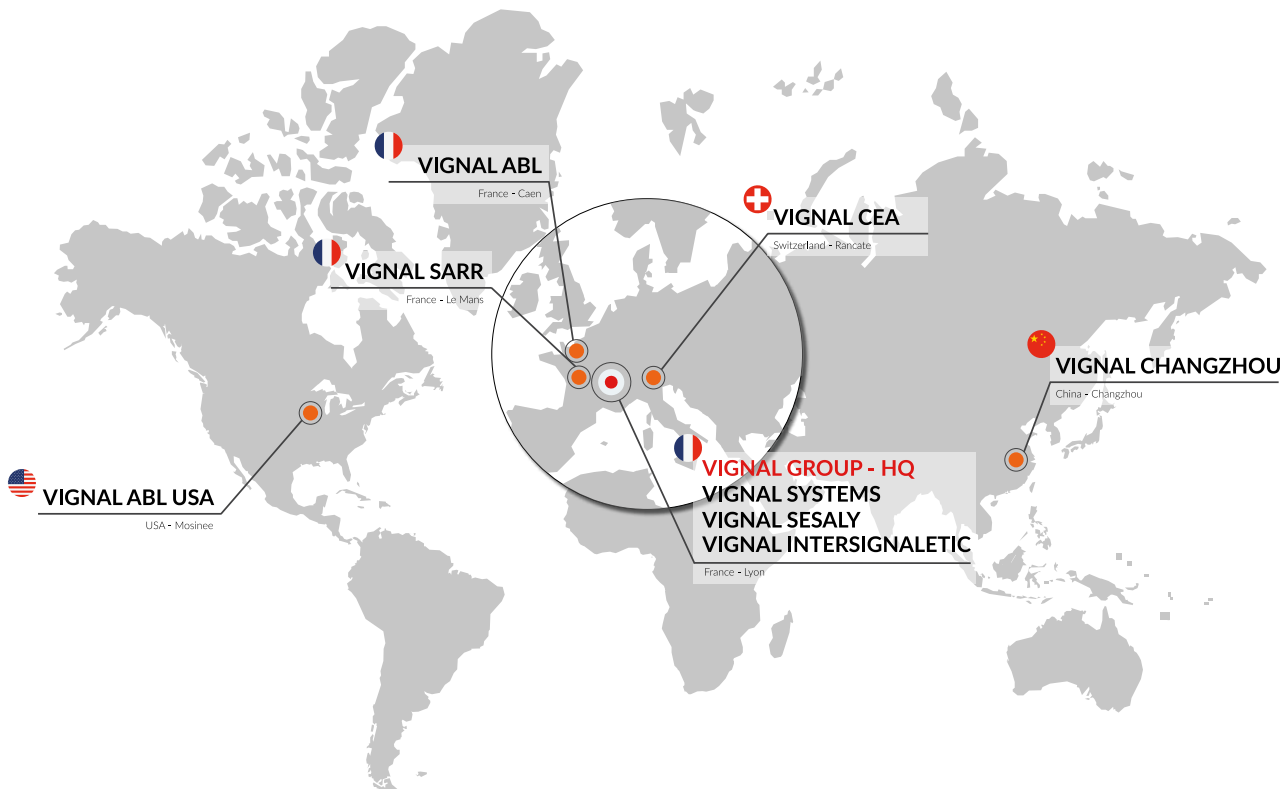 VIGNAL ABL
France - Caen
VIGNAL CEA
Switzerland - Rancate
VIGNAL SARR
France - Le Mans
VIGNAL CHANGZHOU
China - Changzhou
VIGNAL GROUP - HQ
VIGNAL SYSTEMS
VIGNAL SESALY
VIGNAL INTERSIGNALETIC
France - Lyon
VIGNAL ABL USA
USA - Mosinee